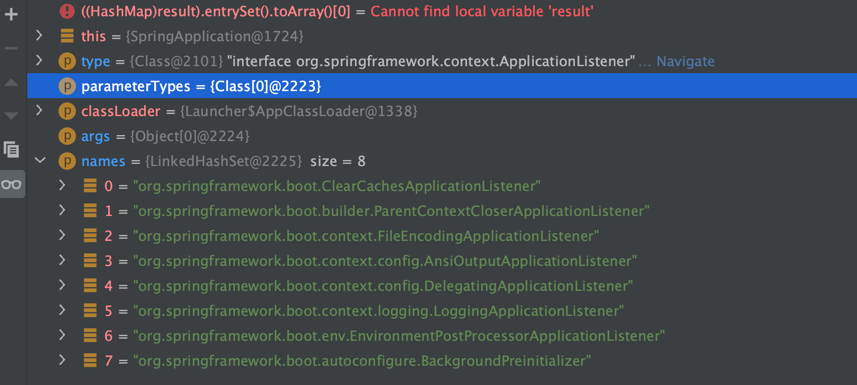 ((HashMap)result).entrySet().toArray()[0] = Cannot find local variable 'result'
this = {SpringApplication@1724}
p type = {Class@2101} "interface org.springframework.context.ApplicationListener" ... Navigate
p parameterTypes = {Class[0]@2223}
p classLoader = {Launcher$AppClassLoader@1338}
p args = {Object[0]@2224}
p names = {LinkedHashSet@2225} size = 8
0 = "org.springframework.boot.ClearCachesApplicationListener"
1 = "org.springframework.boot.builder.ParentContextCloserApplicationListener"
2 = "org.springframework.boot.context.FileEncodingApplicationListener"
3 = "org.springframework.boot.context.config.AnsiOutputApplicationListener"
4 = "org.springframework.boot.context.config.DelegatingApplicationListener"
5 = "org.springframework.boot.context.logging.LoggingApplicationListener"
6 = "org.springframework.boot.env.EnvironmentPostProcessorApplicationListener"
7 = "org.springframework.boot.autoconfigure.BackgroundPreinitializer"